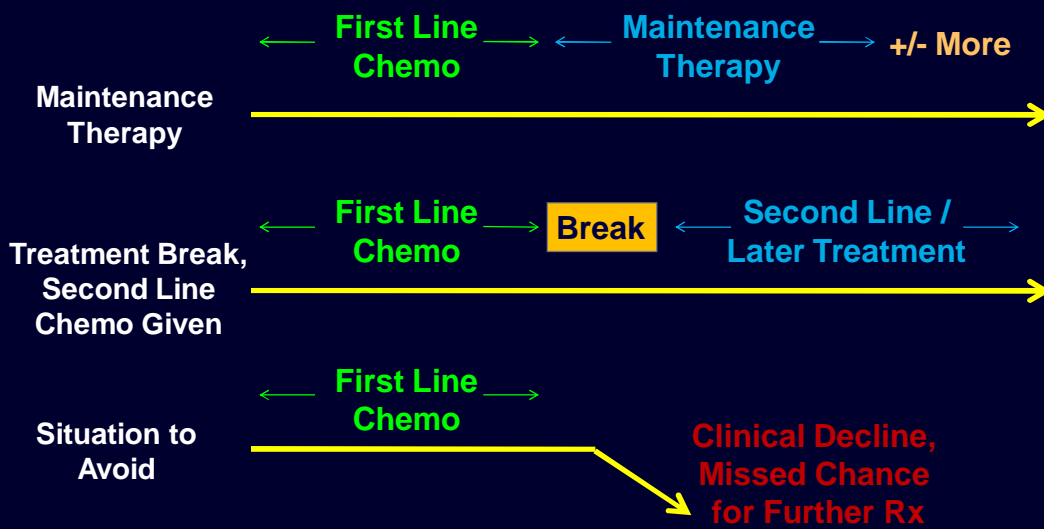 First Line
Chemo
Maintenance
Therapy
+/- More
Maintenance
Therapy
First Line
Chemo
Break
Second Line /
Later Treatment
Treatment Break,
Second Line
Chemo Given
First Line
Chemo
Situation to
Avoid
Clinical Decline,
Missed Chance
for Further Rx